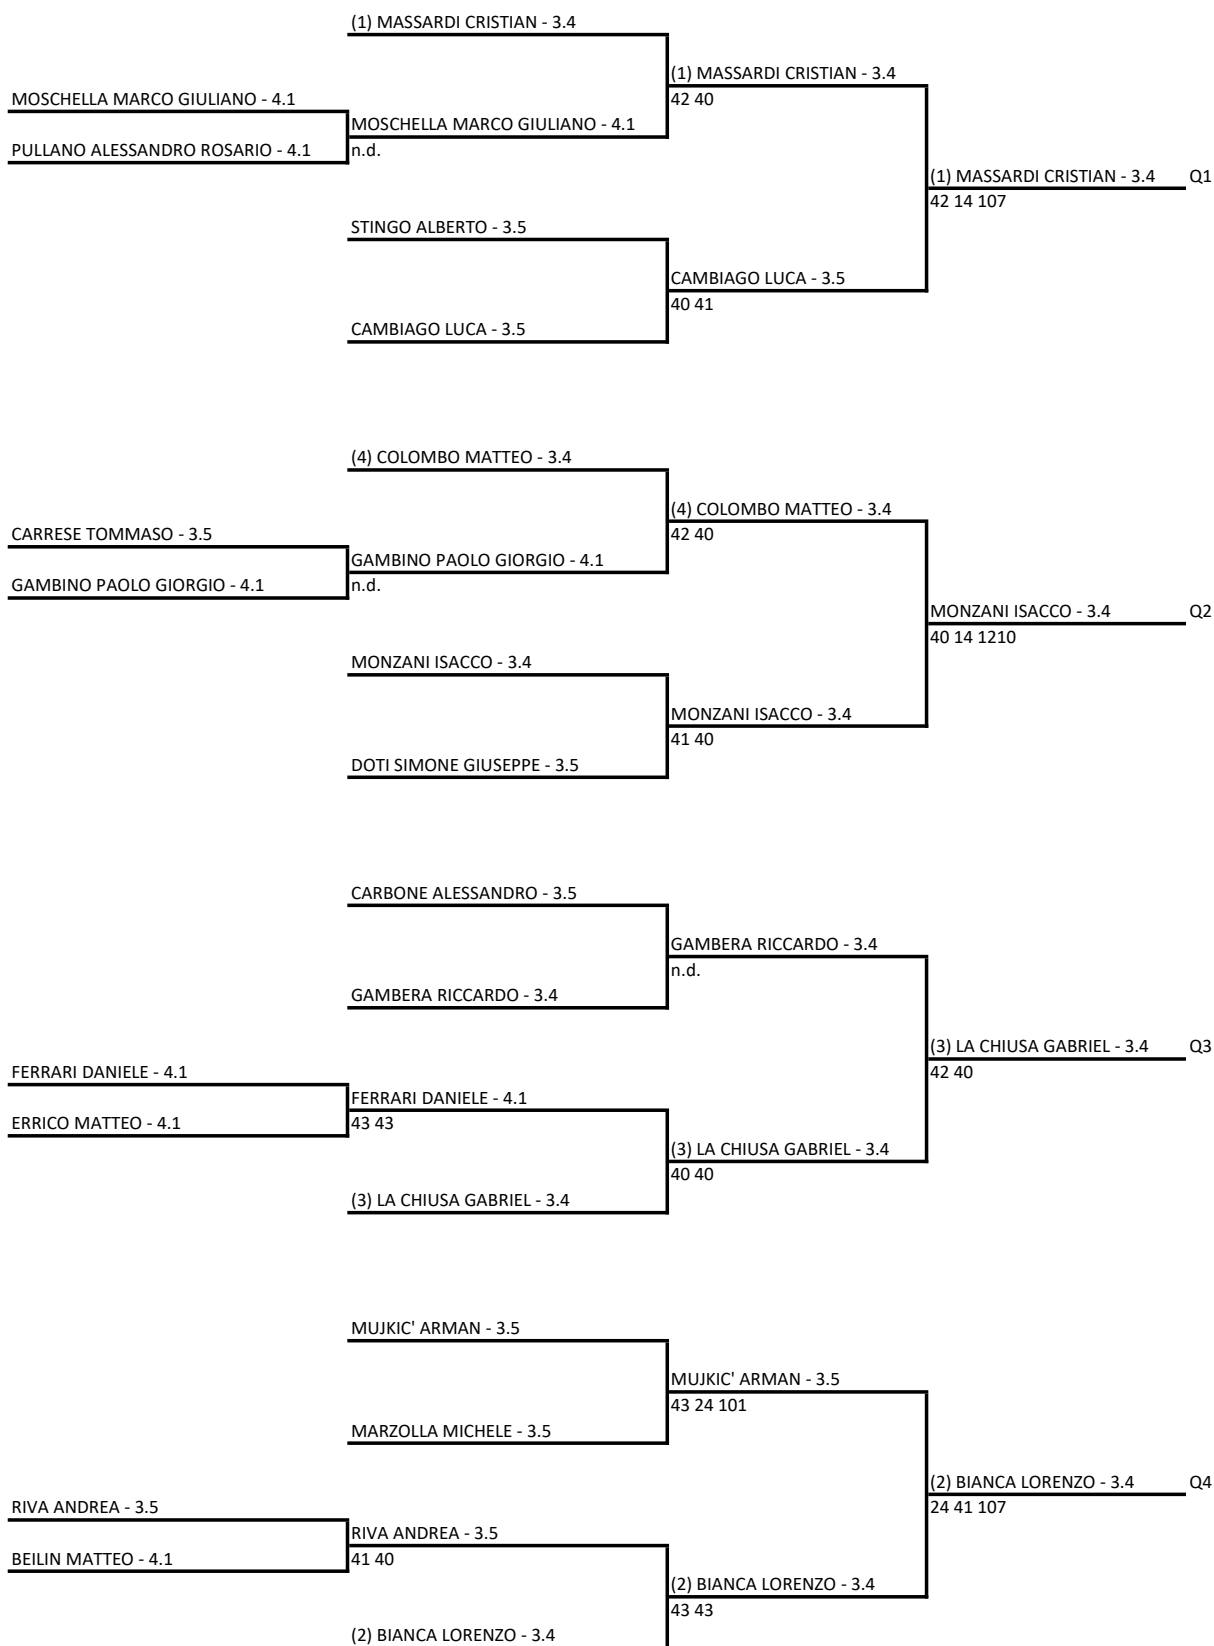 (1) MASSARDI CRISTIAN - 3.4
(1) MASSARDI CRISTIAN - 3.4
MOSCHELLA MARCO GIULIANO - 4.1
42 40
MOSCHELLA MARCO GIULIANO - 4.1
PULLANO ALESSANDRO ROSARIO - 4.1
n.d.
(1) MASSARDI CRISTIAN - 3.4 Q1
42 14 107
STINGO ALBERTO - 3.5
CAMBIAGO LUCA - 3.5
40 41
CAMBIAGO LUCA - 3.5
(4) COLOMBO MATTEO - 3.4
(4) COLOMBO MATTEO - 3.4
CARRESE TOMMASO - 3.5
42 40
GAMBINO PAOLO GIORGIO - 4.1
GAMBINO PAOLO GIORGIO - 4.1
n.d.
MONZANI ISACCO - 3.4 Q2
40 14 1210
MONZANI ISACCO - 3.4
MONZANI ISACCO - 3.4
41 40
DOTI SIMONE GIUSEPPE - 3.5
CARBONE ALESSANDRO - 3.5
GAMBERA RICCARDO - 3.4
n.d.
GAMBERA RICCARDO - 3.4
(3) LA CHIUSA GABRIEL - 3.4 Q3
FERRARI DANIELE - 4.1
42 40
FERRARI DANIELE - 4.1
ERRICO MATTEO - 4.1
43 43
(3) LA CHIUSA GABRIEL - 3.4
40 40
(3) LA CHIUSA GABRIEL - 3.4
MUJKIC' ARMAN - 3.5
MUJKIC' ARMAN - 3.5
43 24 101
MARZOLLA MICHELE - 3.5
(2) BIANCA LORENZO - 3.4 Q4
RIVA ANDREA - 3.5
24 41 107
RIVA ANDREA - 3.5
BEILIN MATTEO - 4.1
41 40
(2) BIANCA LORENZO - 3.4
43 43
(2) BIANCA LORENZO - 3.4